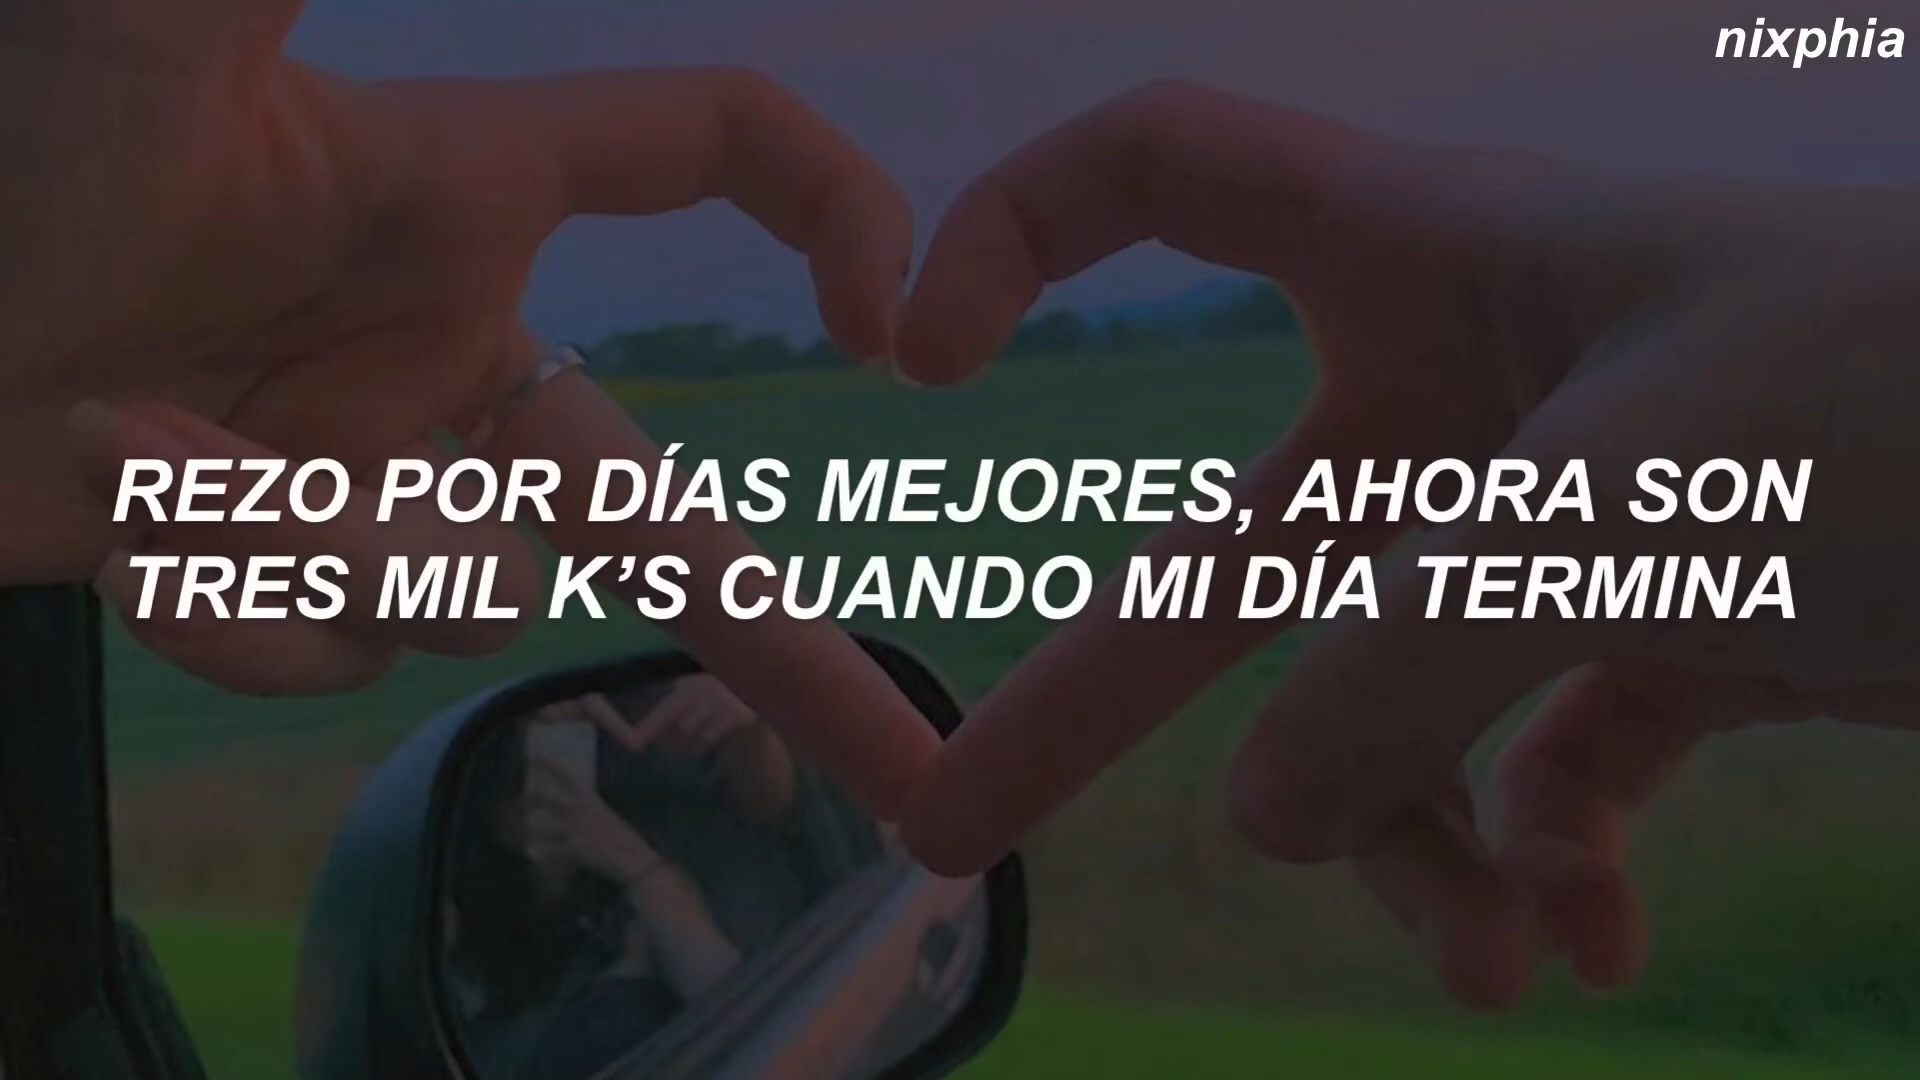 nixphia
REZO POR DÍAS MEJORES, AHORA SON
TRES MIL K’S CUANDO MI DÍA TERMINA